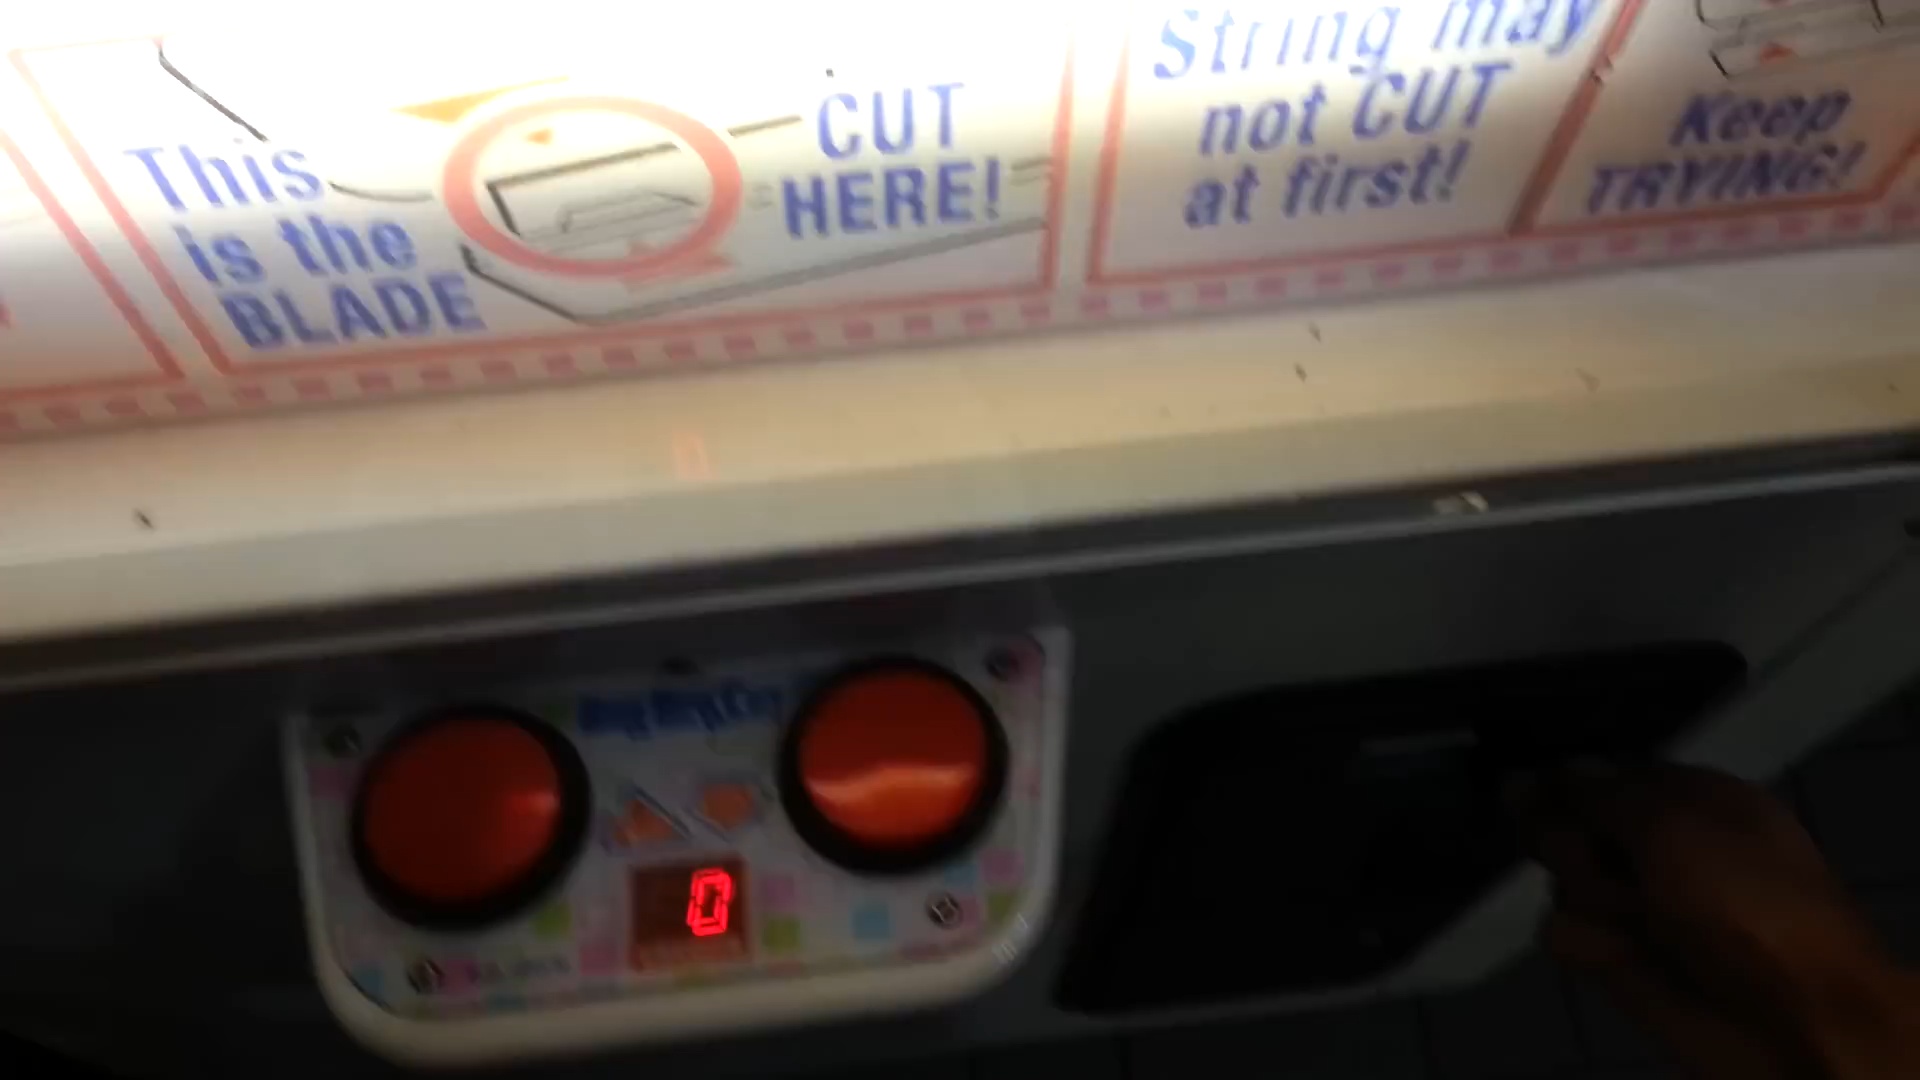 This
is the
BLADE
CUT
HERE!
String may
not CUT
at first!
Keep
TRYING!
0